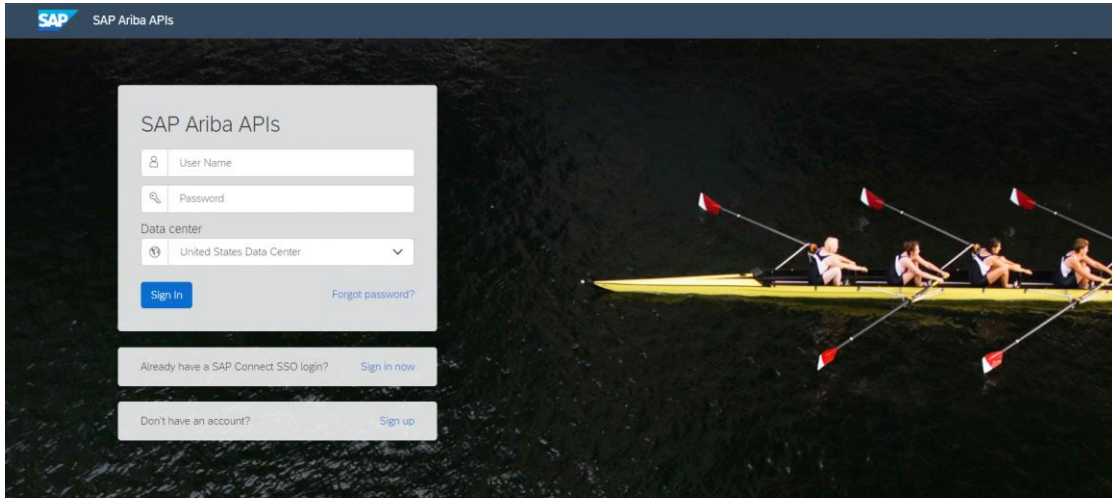 SAP SAP Ariba APIs
SAP Ariba APIs
User Name
Password
Data center
United States Data Center
Sign In Forgot password?
Already have a SAP Connect SSO login? Sign in now
Don't have an account? Sign up